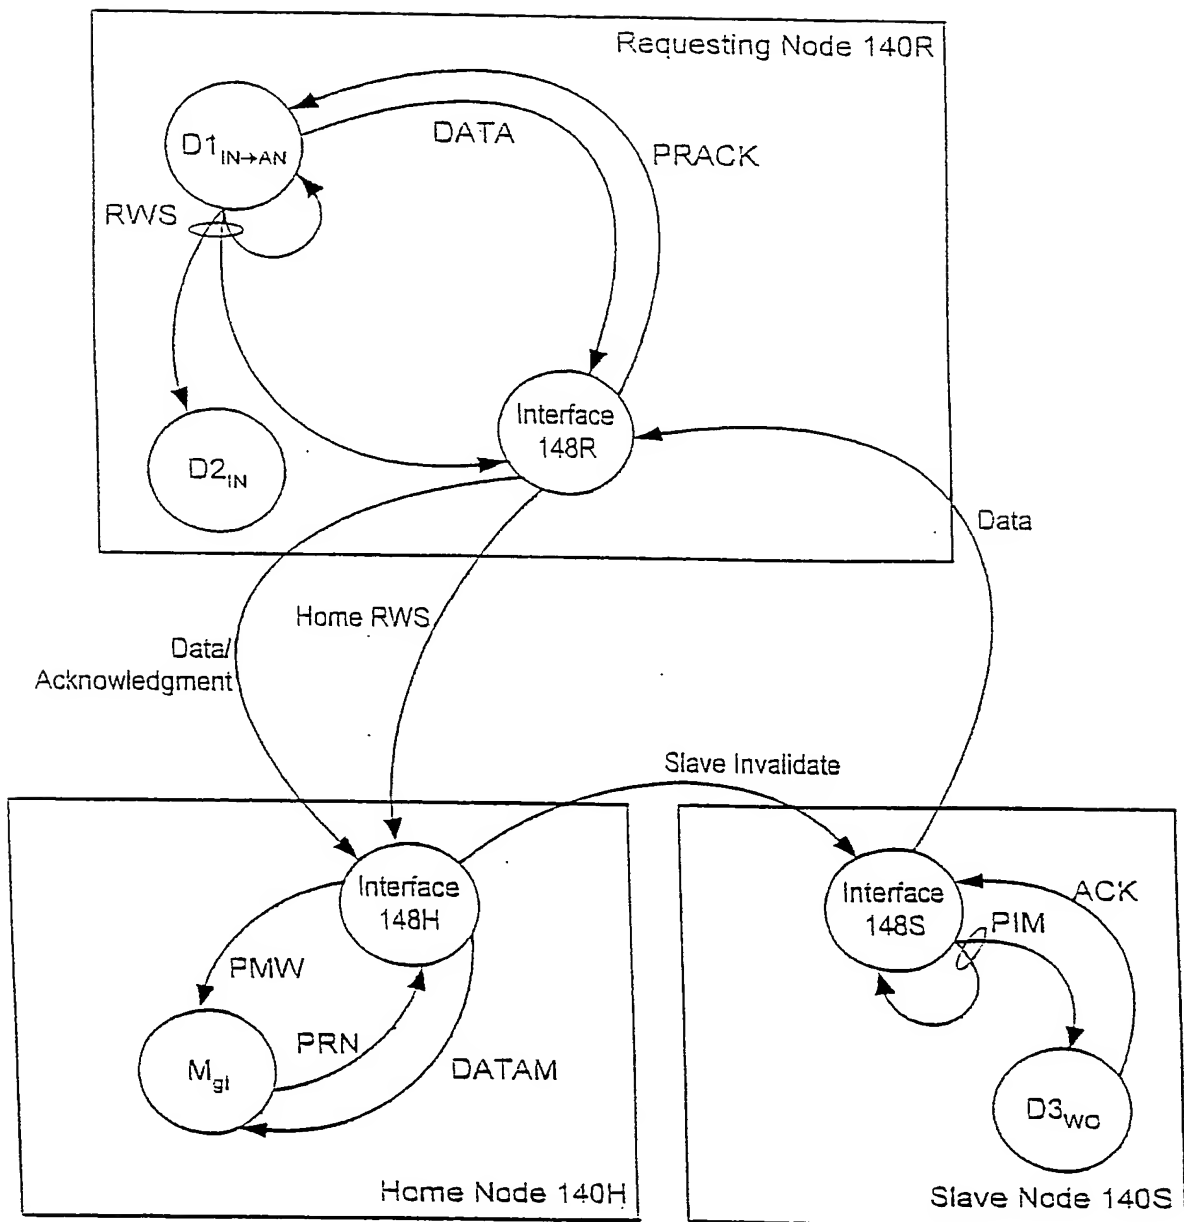 Requesting Node 140R
D1IN→AN
DATA
PRACK
RWS
Interface
148R
D2IN
Data
Home RWS
Data/
Acknowledgment
Slave Invalidate
Interface
148H
Interface
148S
ACK
PIM
PMW
PRN
Mgl
DATAM
D3WO
Home Node 140H
Slave Node 140S